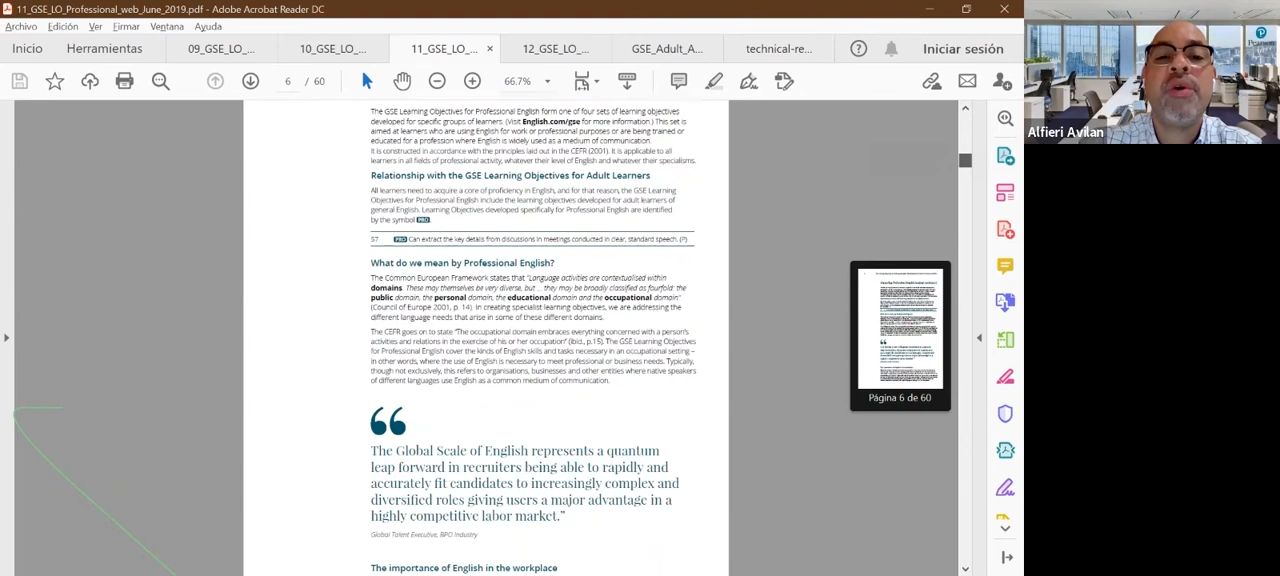 11_GSE_LO_Professional_web_June_2019.pdf - Adobe Acrobat Reader DC
Archivo Edición Ver Firmar Ventana Ayuda
Inicio Herramientas 09_GSE_LO_... 10_GSE_LO_... 11_GSE_LO_... × 12_GSE_LO_... GSE_Adult_A... technical-re... Iniciar sesión
6 / 60 66.7%
The GSE Learning Objectives for Professional English form one of four sets of learning objectives
developed for specific groups of learners. (Visit English.com/gse for more information.) This set is
aimed at learners who are using English for work or professional purposes or are being trained or
educated for a profession where English is widely used as a medium of communication.
It is constructed in accordance with the principles laid out in the CEFR (2001). It is applicable to all
learners in all fields of professional activity, whatever their level of English and whatever their specialisms.
Relationship with the GSE Learning Objectives for Adult Learners
All learners need to acquire a core of proficiency in English, and for that reason, the GSE Learning
Objectives for Professional English include the learning objectives developed for adult learners of
general English. Learning Objectives developed specifically for Professional English are identified
by the symbol PRO.
57 PRO Can extract the key details from discussions in meetings conducted in clear, standard speech. (P)
What do we mean by Professional English?
The Common European Framework states that "Language activities are contextualised within
domains. These may themselves be very diverse, but ... they may be broadly classified as fourfold: the
public domain, the personal domain, the educational domain and the occupational domain"
(Council of Europe 2001, p. 14). In creating specialist learning objectives, we are addressing the
different language needs that arise in some of these different domains.
The CEFR goes on to state "The occupational domain embraces everything concerned with a person's
activities and relations in the exercise of his or her occupation" (ibid., p.15). The GSE Learning Objectives
for Professional English cover the kinds of English skills and tasks necessary in an occupational setting –
in other words, where the use of English is necessary to meet professional or business needs. Typically,
though not exclusively, this refers to organisations, businesses and other entities where native speakers
of different languages use English as a common medium of communication.
“
The Global Scale of English represents a quantum
leap forward in recruiters being able to rapidly and
accurately fit candidates to increasingly complex and
diversified roles giving users a major advantage in a
highly competitive labor market.”
Global Talent Executive, BPO Industry
The importance of English in the workplace
Página 6 de 60
Alfieri Avilan
Pearson